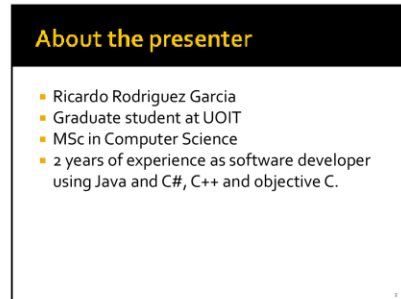 About the presenter
Ricardo Rodriguez Garcia
Graduate student at UOIT
MSc in Computer Science
2 years of experience as software developer
using Java and C#, C++ and objective C.